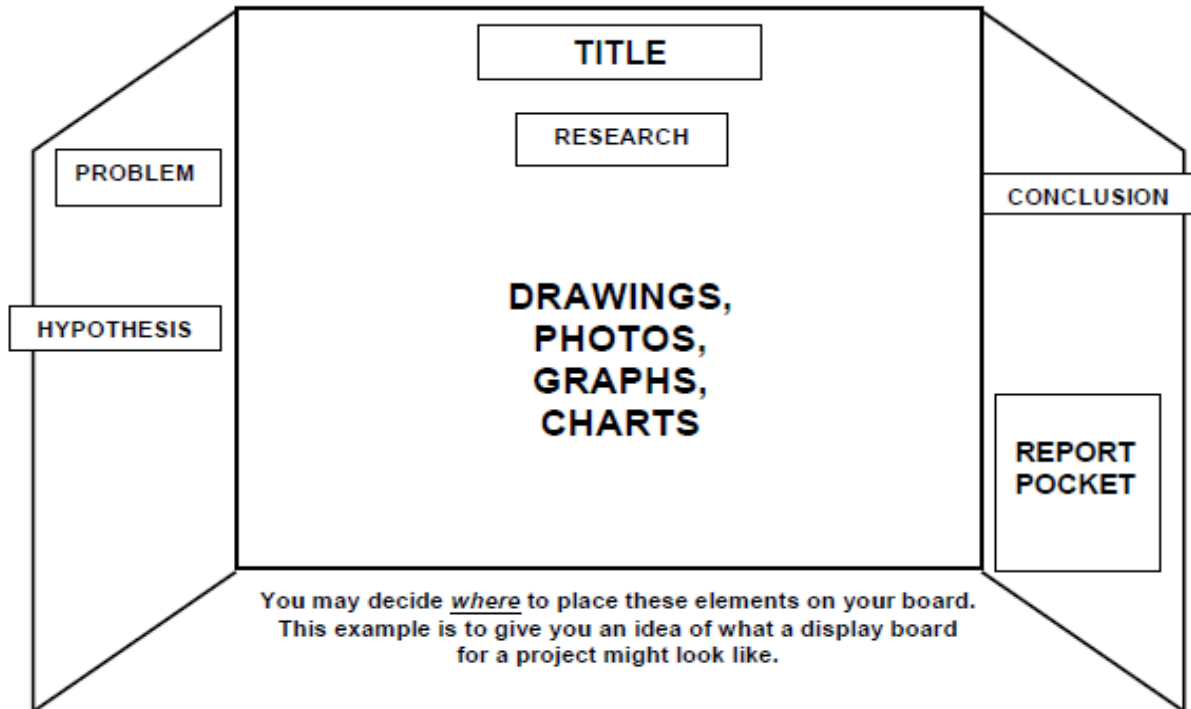 TITLE
RESEARCH
PROBLEM
HYPOTHESIS
DRAWINGS,
PHOTOS,
GRAPHS,
CHARTS
CONCLUSION
REPORT
POCKET
You may decide where to place these elements on your board.
This example is to give you an idea of what a display board
for a project might look like.